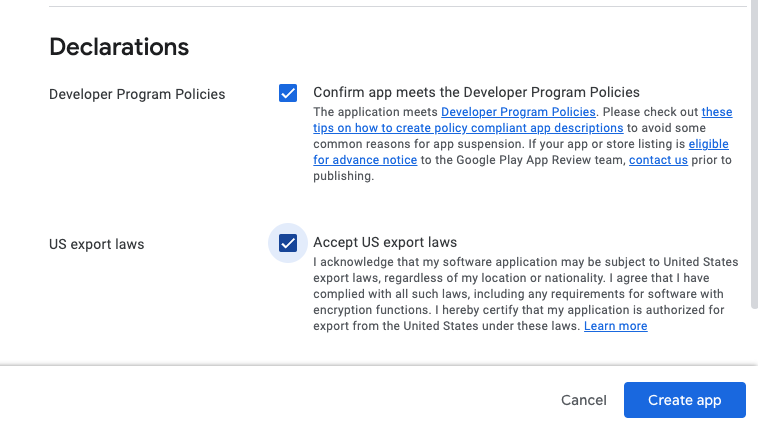 Declarations
Developer Program Policies
Confirm app meets the Developer Program Policies
The application meets Developer Program Policies. Please check out these
tips on how to create policy compliant app descriptions to avoid some
common reasons for app suspension. If your app or store listing is eligible
for advance notice to the Google Play App Review team, contact us prior to
publishing.
US export laws
Accept US export laws
I acknowledge that my software application may be subject to United States
export laws, regardless of my location or nationality. I agree that I have
complied with all such laws, including any requirements for software with
encryption functions. I hereby certify that my application is authorized for
export from the United States under these laws. Learn more
Cancel
Create app